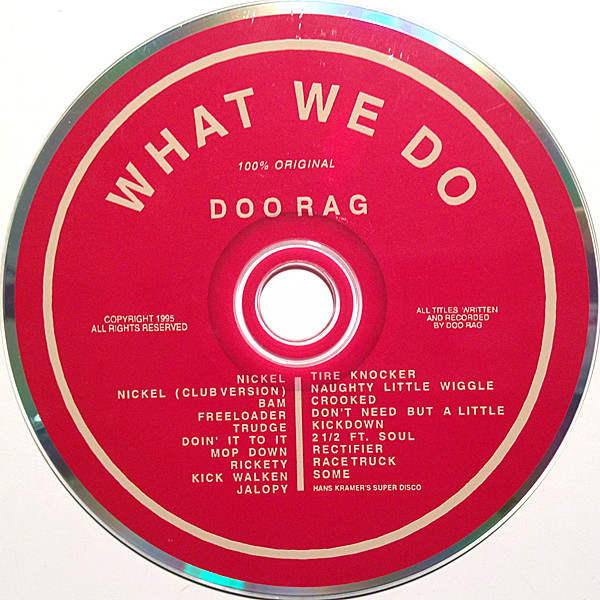 WHAT WE DO
100% ORIGINAL
DOO RAG
COPYRIGHT 1995
ALL RIGHTS RESERVED
ALL TITLES WRITTEN
AND RECORDED
BY DOO RAG
NICKEL
NICKEL (CLUB VERSION)
BAM
FREELOADER
TRUDGE
DOIN' IT TO IT
MOP DOWN
RICKETY
KICK WALKEN
JALOPY
TIRE KNOCKER
NAUGHTY LITTLE WIGGLE
CROOKED
DON'T NEED BUT A LITTLE
KICKDOWN
2 1/2 FT. SOUL
RECTIFIER
RACETRUCK
SOME
HANS KRAMER'S SUPER DISCO